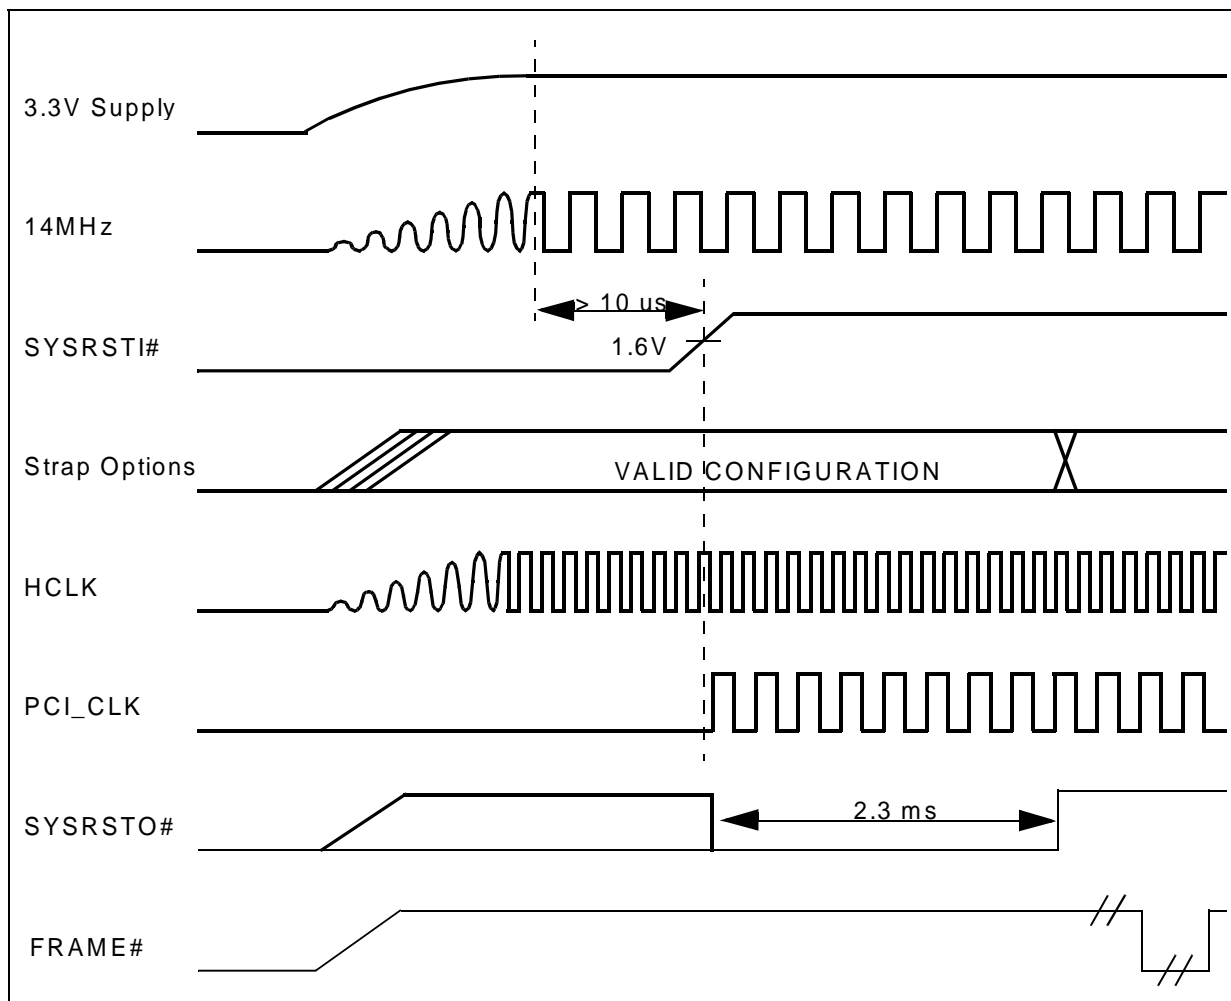 3.3V Supply
14MHz
> 10 us
SYSRSTI#
1.6V
Strap Options
VALID CONFIGURATION
HCLK
PCI_CLK
SYSRSTO#
2.3 ms
FRAME#